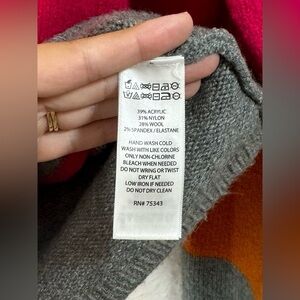 39% ACRYLIC
31% NYLON
28% WOOL
2% SPANDEX / ELASTANE
HAND WASH COLD
WASH WITH LIKE COLORS
ONLY NON-CHLORINE
BLEACH WHEN NEEDED
DO NOT WRING OR TWIST
DRY FLAT
LOW IRON IF NEEDED
DO NOT DRY CLEAN
RN# 75343